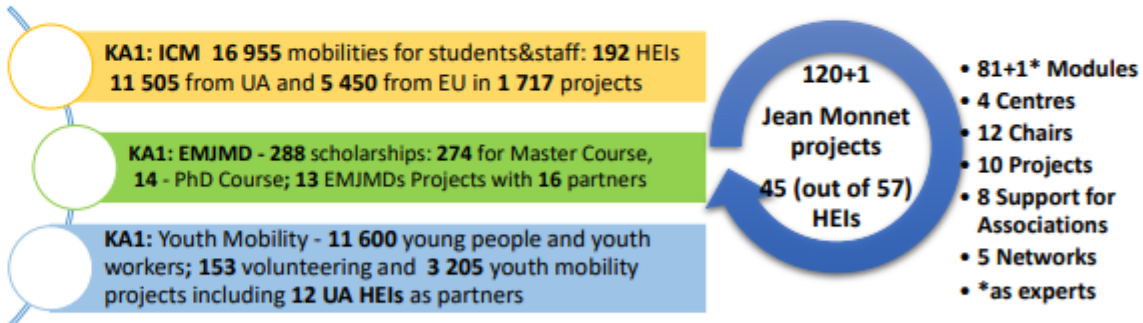 KA1: ICM 16 955 mobilities for students&staff: 192 HEIs
11 505 from UA and 5 450 from EU in 1 717 projects
KA1: EMJMD - 288 scholarships: 274 for Master Course,
14 - PhD Course; 13 EMJMDs Projects with 16 partners
KA1: Youth Mobility - 11 600 young people and youth
workers; 153 volunteering and 3 205 youth mobility
projects including 12 UA HEIs as partners
120+1
Jean Monnet
projects
45 (out of 57)
HEIs
• 81+1* Modules
• 4 Centres
• 12 Chairs
• 10 Projects
• 8 Support for
Associations
• 5 Networks
• *as experts